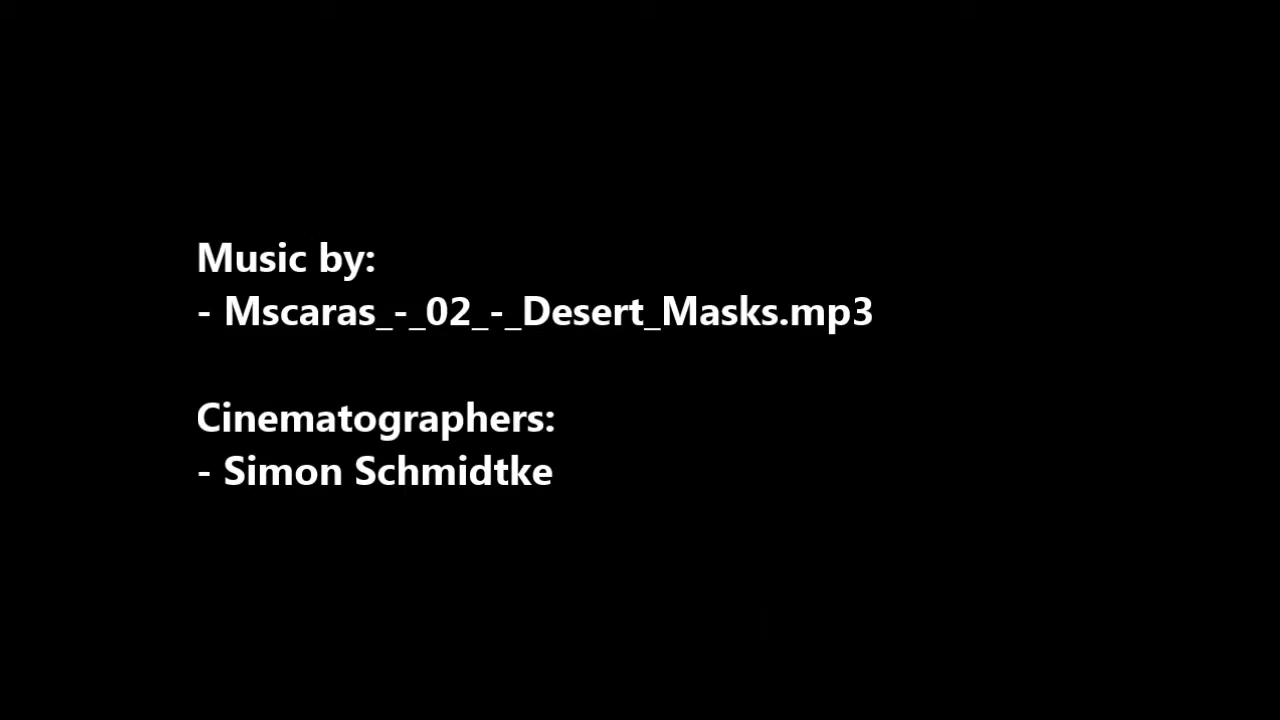 Music by:
- Mscaras_-_02_-_Desert_Masks.mp3
Cinematographers:
- Simon Schmidtke